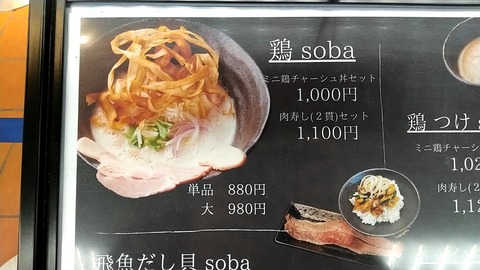 鶏 soba
ミニ鶏チャーシュ丼セット
1,000円
肉寿し(2貫)セット
1,100円
単品 880円
大 980円
鶏 つけ
ミニ鶏チャーシ
肉寿し(2
飛魚だし貝 soba